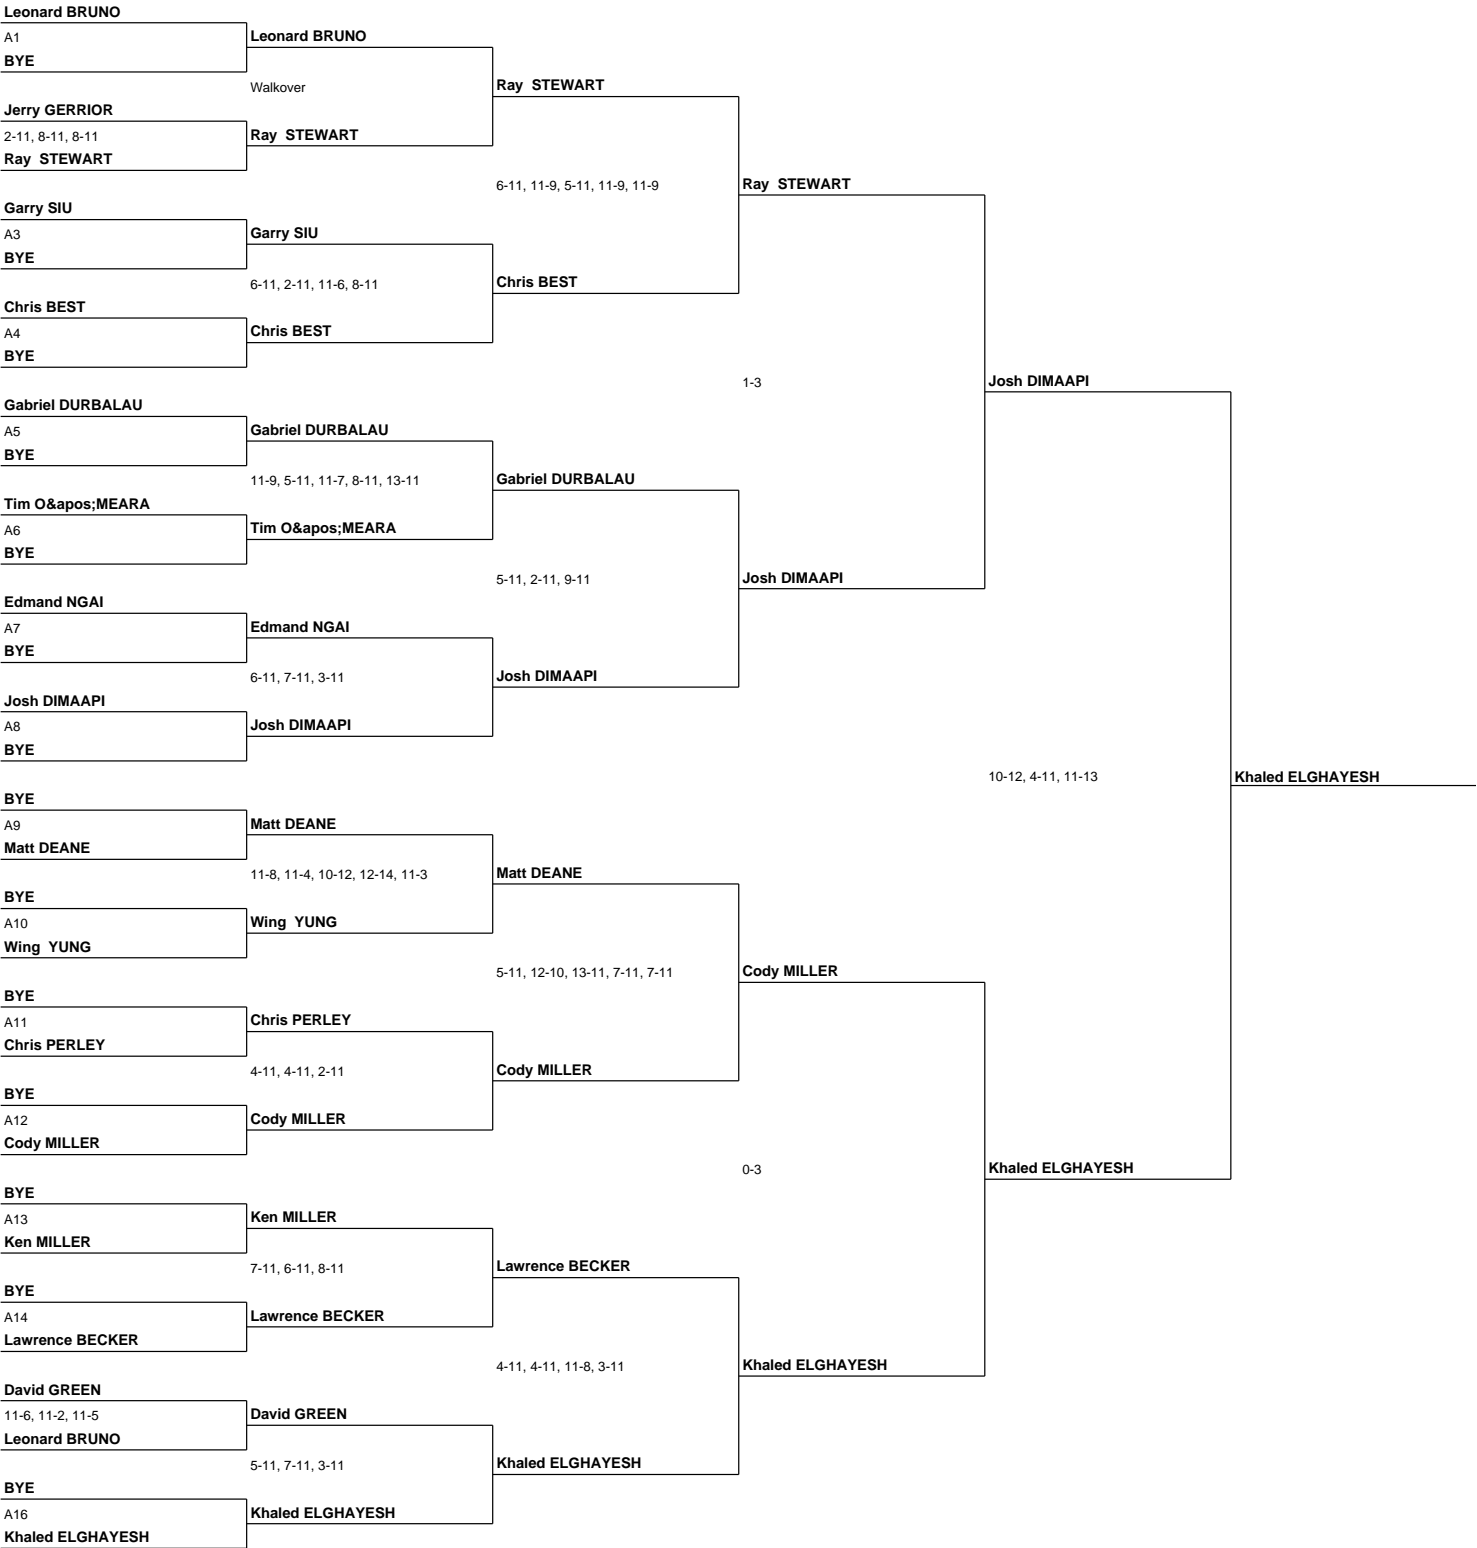 Leonard BRUNO
A1
BYE
Leonard BRUNO
Walkover
Jerry GERRIOR
2-11, 8-11, 8-11
Ray  STEWART
Ray  STEWART
Ray  STEWART
6-11, 11-9, 5-11, 11-9, 11-9
Garry SIU
A3
BYE
Garry SIU
6-11, 2-11, 11-6, 8-11
Chris BEST
A4
BYE
Chris BEST
Chris BEST
Ray  STEWART
1-3
Gabriel DURBALAU
A5
BYE
Gabriel DURBALAU
11-9, 5-11, 11-7, 8-11, 13-11
Tim O&apos;MEARA
A6
BYE
Tim O&apos;MEARA
Gabriel DURBALAU
5-11, 2-11, 9-11
Edmand NGAI
A7
BYE
Edmand NGAI
6-11, 7-11, 3-11
Josh DIMAAPI
A8
BYE
Josh DIMAAPI
Josh DIMAAPI
Josh DIMAAPI
Josh DIMAAPI
10-12, 4-11, 11-13
Khaled ELGHAYESH
BYE
A9
Matt DEANE
Matt DEANE
11-8, 11-4, 10-12, 12-14, 11-3
BYE
A10
Wing  YUNG
Wing  YUNG
Matt DEANE
5-11, 12-10, 13-11, 7-11, 7-11
BYE
A11
Chris PERLEY
Chris PERLEY
4-11, 4-11, 2-11
BYE
A12
Cody MILLER
Cody MILLER
Cody MILLER
Cody MILLER
0-3
Khaled ELGHAYESH
BYE
A13
Ken MILLER
Ken MILLER
7-11, 6-11, 8-11
BYE
A14
Lawrence BECKER
Lawrence BECKER
Lawrence BECKER
4-11, 4-11, 11-8, 3-11
Khaled ELGHAYESH
David GREEN
11-6, 11-2, 11-5
Leonard BRUNO
David GREEN
5-11, 7-11, 3-11
Khaled ELGHAYESH
BYE
A16
Khaled ELGHAYESH
Khaled ELGHAYESH